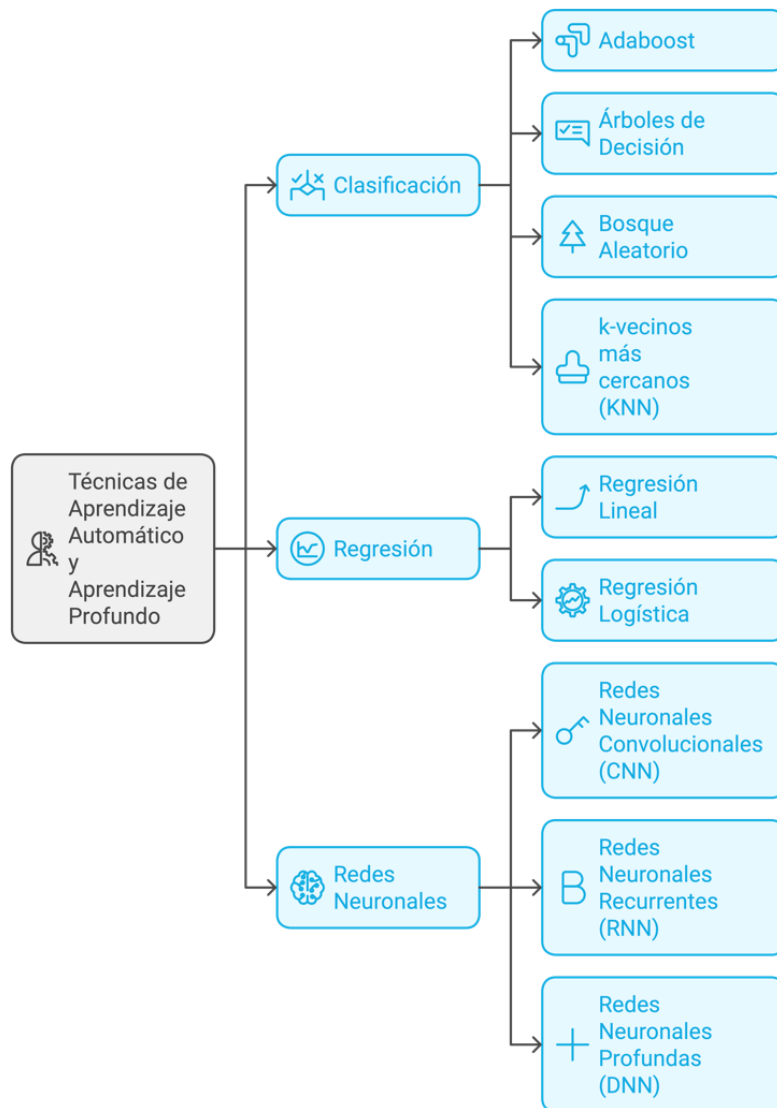 Adaboost
Árboles de
Decisión
Clasificación
Bosque
Aleatorio
k-vecinos
más
cercanos
(KNN)
Técnicas de
Aprendizaje
Automático
y
Aprendizaje
Profundo
Regresión
Regresión
Lineal
Regresión
Logística
Redes
Neuronales
Redes
Neuronales
Convolucionales
(CNN)
Redes
Neuronales
Recurrentes
(RNN)
Redes
Neuronales
Profundas
(DNN)